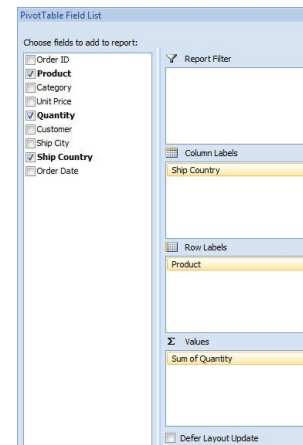 PivotTable Field List
Choose fields to add to report:
Order ID
Product
Category
Unit Price
Quantity
Customer
Ship City
Ship Country
Order Date
Report Filter
Column Labels
Ship Country
Row Labels
Product
Σ Values
Sum of Quantity
Defer Layout Update